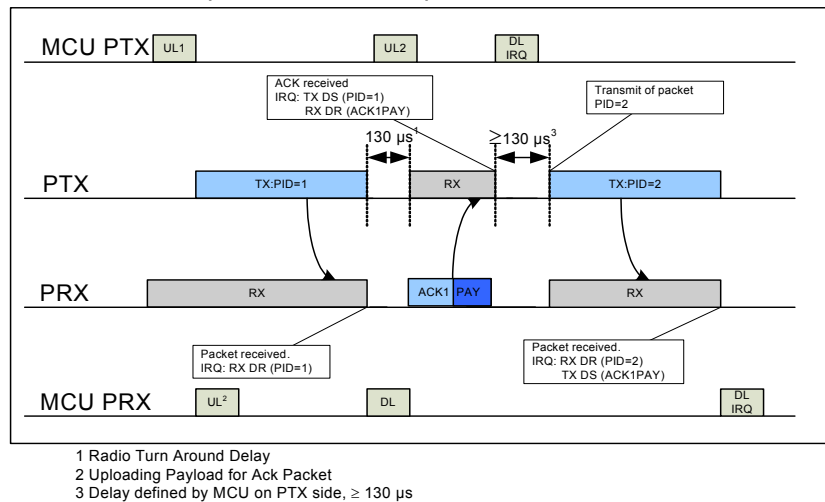 MCU PTX
UL1
UL2
DL
IRQ
ACK received
IRQ: TX DS (PID=1)
RX DR (ACK1PAY)
Transmit of packet
PID=2
130 µs1
≥130 µs3
PTX
TX:PID=1
RX
TX:PID=2
PRX
RX
ACK1 PAY
RX
Packet received.
IRQ: RX DR (PID=1)
Packet received.
IRQ: RX DR (PID=2)
TX DS (ACK1PAY)
MCU PRX
UL2
DL
DL
IRQ
1 Radio Turn Around Delay
2 Uploading Payload for Ack Packet
3 Delay defined by MCU on PTX side, ≥ 130 µs